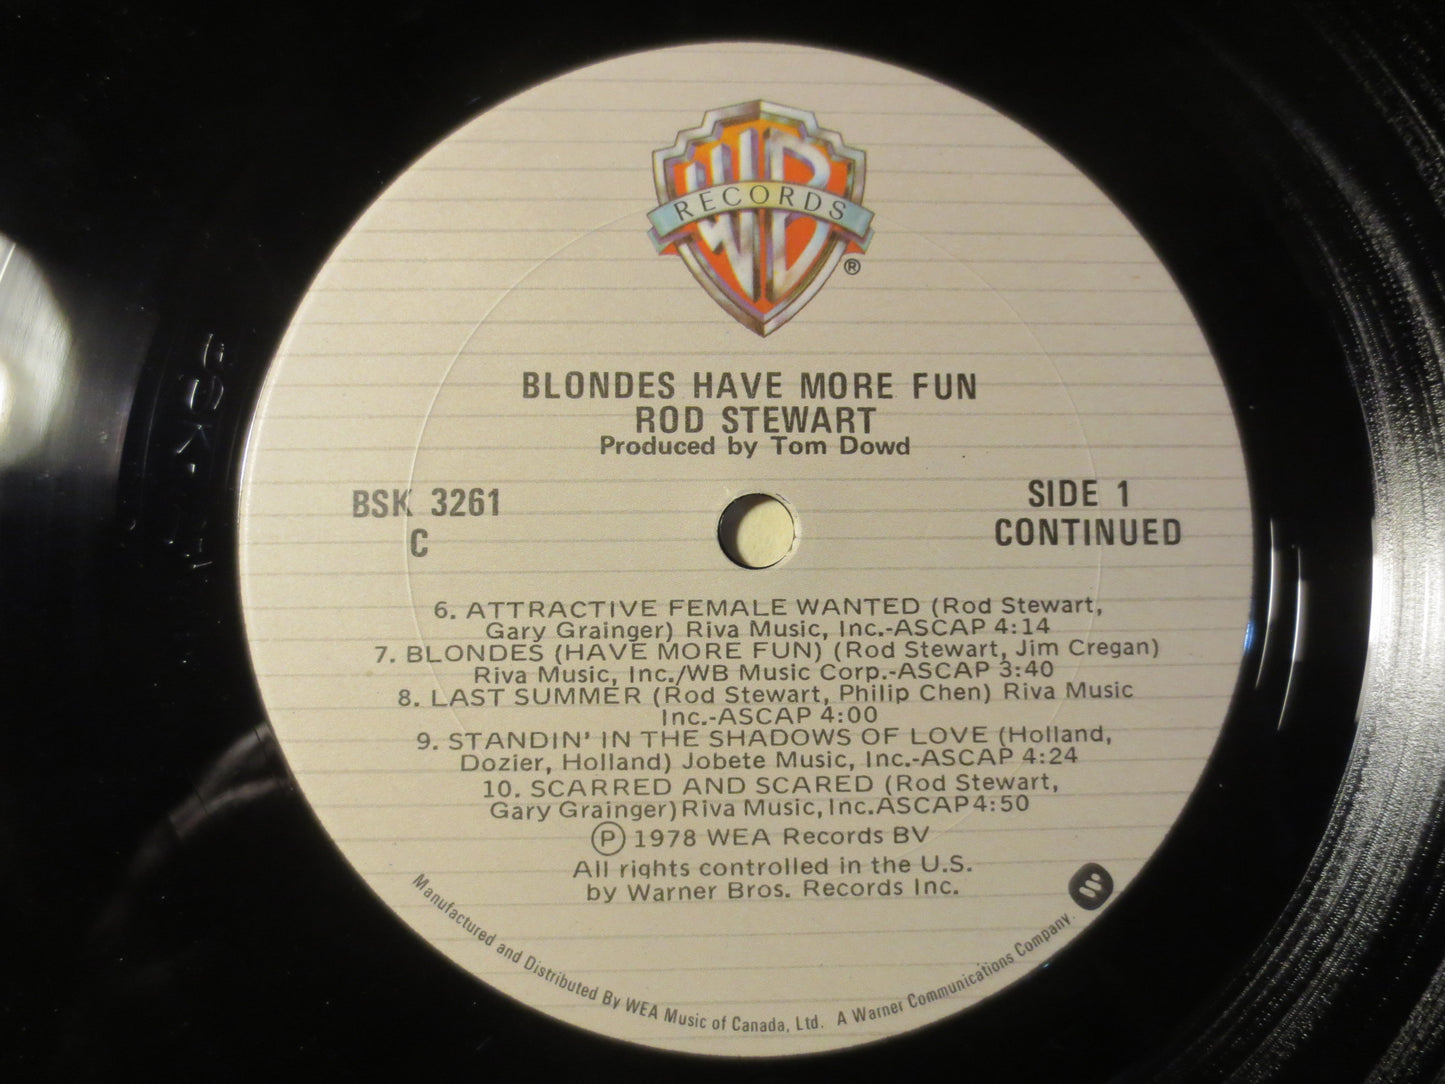 WB
RECORDS
®
BLONDES HAVE MORE FUN
ROD STEWART
Produced by Tom Dowd
BSK 3261
C
SIDE 1
CONTINUED
6. ATTRACTIVE FEMALE WANTED (Rod Stewart,
Gary Grainger) Riva Music, Inc.-ASCAP 4:14
7. BLONDES (HAVE MORE FUN) (Rod Stewart, Jim Cregan)
Riva Music, Inc./WB Music Corp.-ASCAP 3:40
8. LAST SUMMER (Rod Stewart, Philip Chen) Riva Music
Inc.-ASCAP 4:00
9. STANDIN' IN THE SHADOWS OF LOVE (Holland,
Dozier, Holland) Jobete Music, Inc.-ASCAP 4:24
10. SCARRED AND SCARED (Rod Stewart,
Gary Grainger) Riva Music, Inc. ASCAP 4:50
Ⓟ 1978 WEA Records BV
All rights controlled in the U.S.
by Warner Bros. Records Inc.
Manufactured and Distributed By WEA Music of Canada, Ltd. A Warner Communications Company.